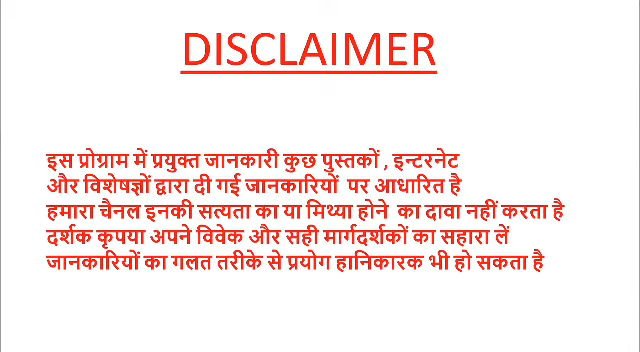 DISCLAIMER
इस प्रोग्राम में प्रयुक्त जानकारी कुछ पुस्तकों , इन्टरनेट
और विशेषज्ञों द्वारा दी गई जानकारियों पर आधारित है
हमारा चैनल इनकी सत्यता का या मिथ्या होने का दावा नहीं करता है
दर्शक कृपया अपने विवेक और सही मार्गदर्शकों का सहारा लें
जानकारियों का गलत तरीके से प्रयोग हानिकारक भी हो सकता है